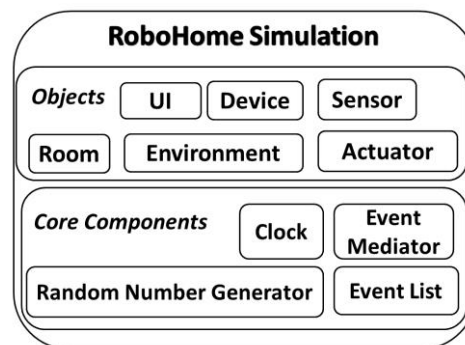 RoboHome Simulation
Objects UI Device Sensor
Room Environment Actuator
Core Components Clock Event
Mediator
Random Number Generator Event List